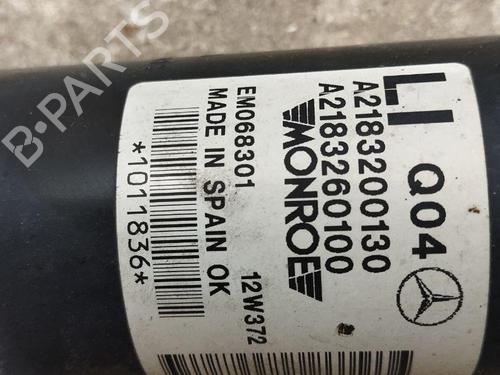 LI Q04
A2183200130
A2183260100
MONROE
EM068301 12W372
MADE IN SPAIN OK
*1011836*
B-PARTS